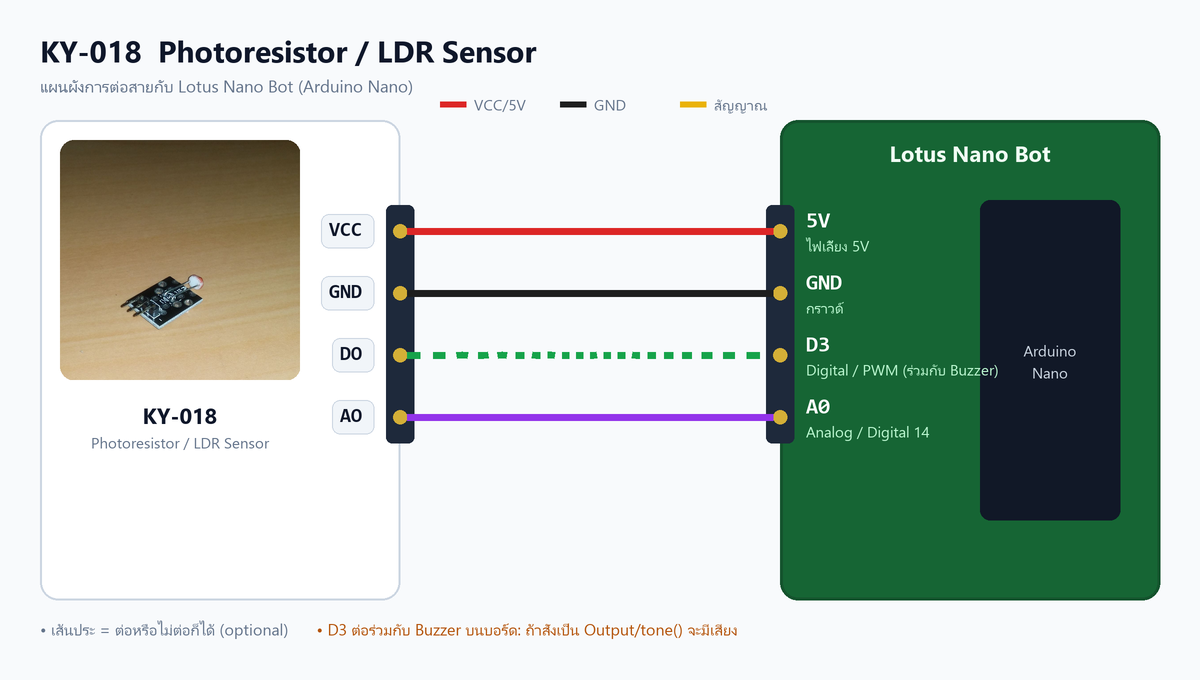 KY-018  Photoresistor / LDR Sensor
แผนผังการต่อสายกับ Lotus Nano Bot (Arduino Nano)
VCC/5V
GND
สัญญาณ
Lotus Nano Bot
VCC
GND
DO
AO
5V
ไฟเลี้ยง 5V
GND
กราวด์
D3
Digital / PWM (ร่วมกับ Buzzer)
A0
Analog / Digital 14
Arduino
Nano
KY-018
Photoresistor / LDR Sensor
• เส้นประ = ต่อหรือไม่ต่อก็ได้ (optional)
• D3 ต่อร่วมกับ Buzzer บนบอร์ด: ถ้าสั่งเป็น Output/tone() จะมีเสียง